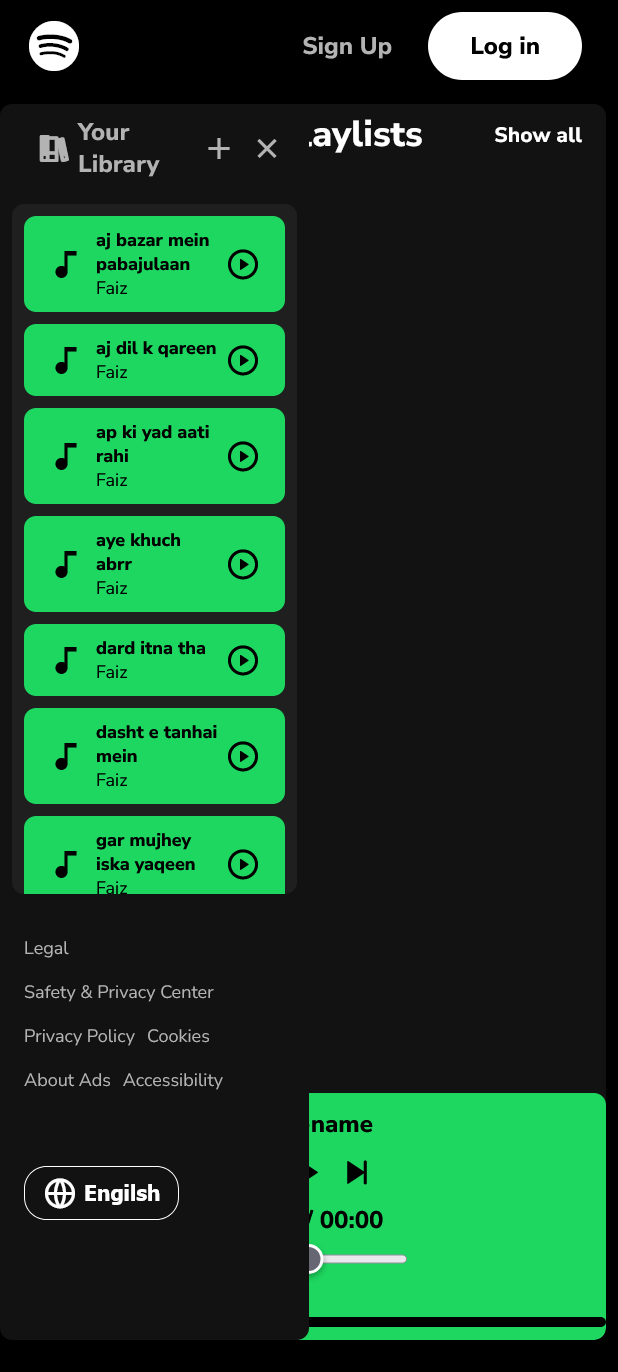 Sign Up
Log in
Your
Library
aylists
Show all
aj bazar mein
pabajulaan
Faiz
aj dil k qareen
Faiz
ap ki yad aati
rahi
Faiz
aye khuch
abrr
Faiz
dard itna tha
Faiz
dasht e tanhai
mein
Faiz
gar mujhey
iska yaqeen
Faiz
Legal
Safety & Privacy Center
Privacy Policy Cookies
About Ads Accessibility
name
/ 00:00
Engilsh